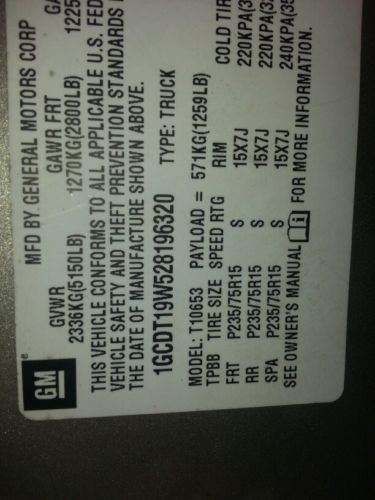 GM
MFD BY GENERAL MOTORS CORP
GVWR GAWR FRT
2336KG(5150LB) 1270KG(2800LB) 1225
THIS VEHICLE CONFORMS TO ALL APPLICABLE U.S. FED
VEHICLE SAFETY AND THEFT PREVENTION STANDARDS
THE DATE OF MANUFACTURE SHOWN ABOVE.
1GCDT19W528196320 TYPE: TRUCK
MODEL: T10653 PAYLOAD = 571KG(1259LB)
TPBB TIRE SIZE SPEED RTG RIM COLD TIR
FRT P235/75R15 S 15X7J 220KPA(3
RR P235/75R15 S 15X7J 220KPA(32
SPA P235/75R15 S 15X7J 240KPA(35
SEE OWNER'S MANUAL i FOR MORE INFORMATION.